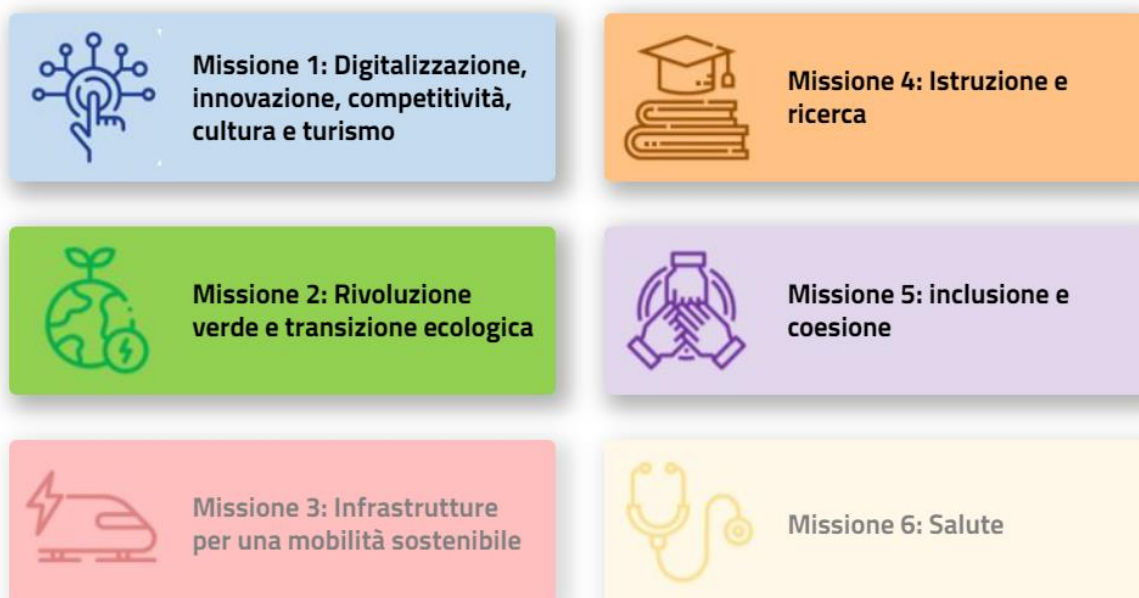 Missione 1: Digitalizzazione,
innovazione, competitività,
cultura e turismo
Missione 4: Istruzione e
ricerca
Missione 2: Rivoluzione
verde e transizione ecologica
Missione 5: inclusione e
coesione
Missione 3: Infrastrutture
per una mobilità sostenibile
Missione 6: Salute